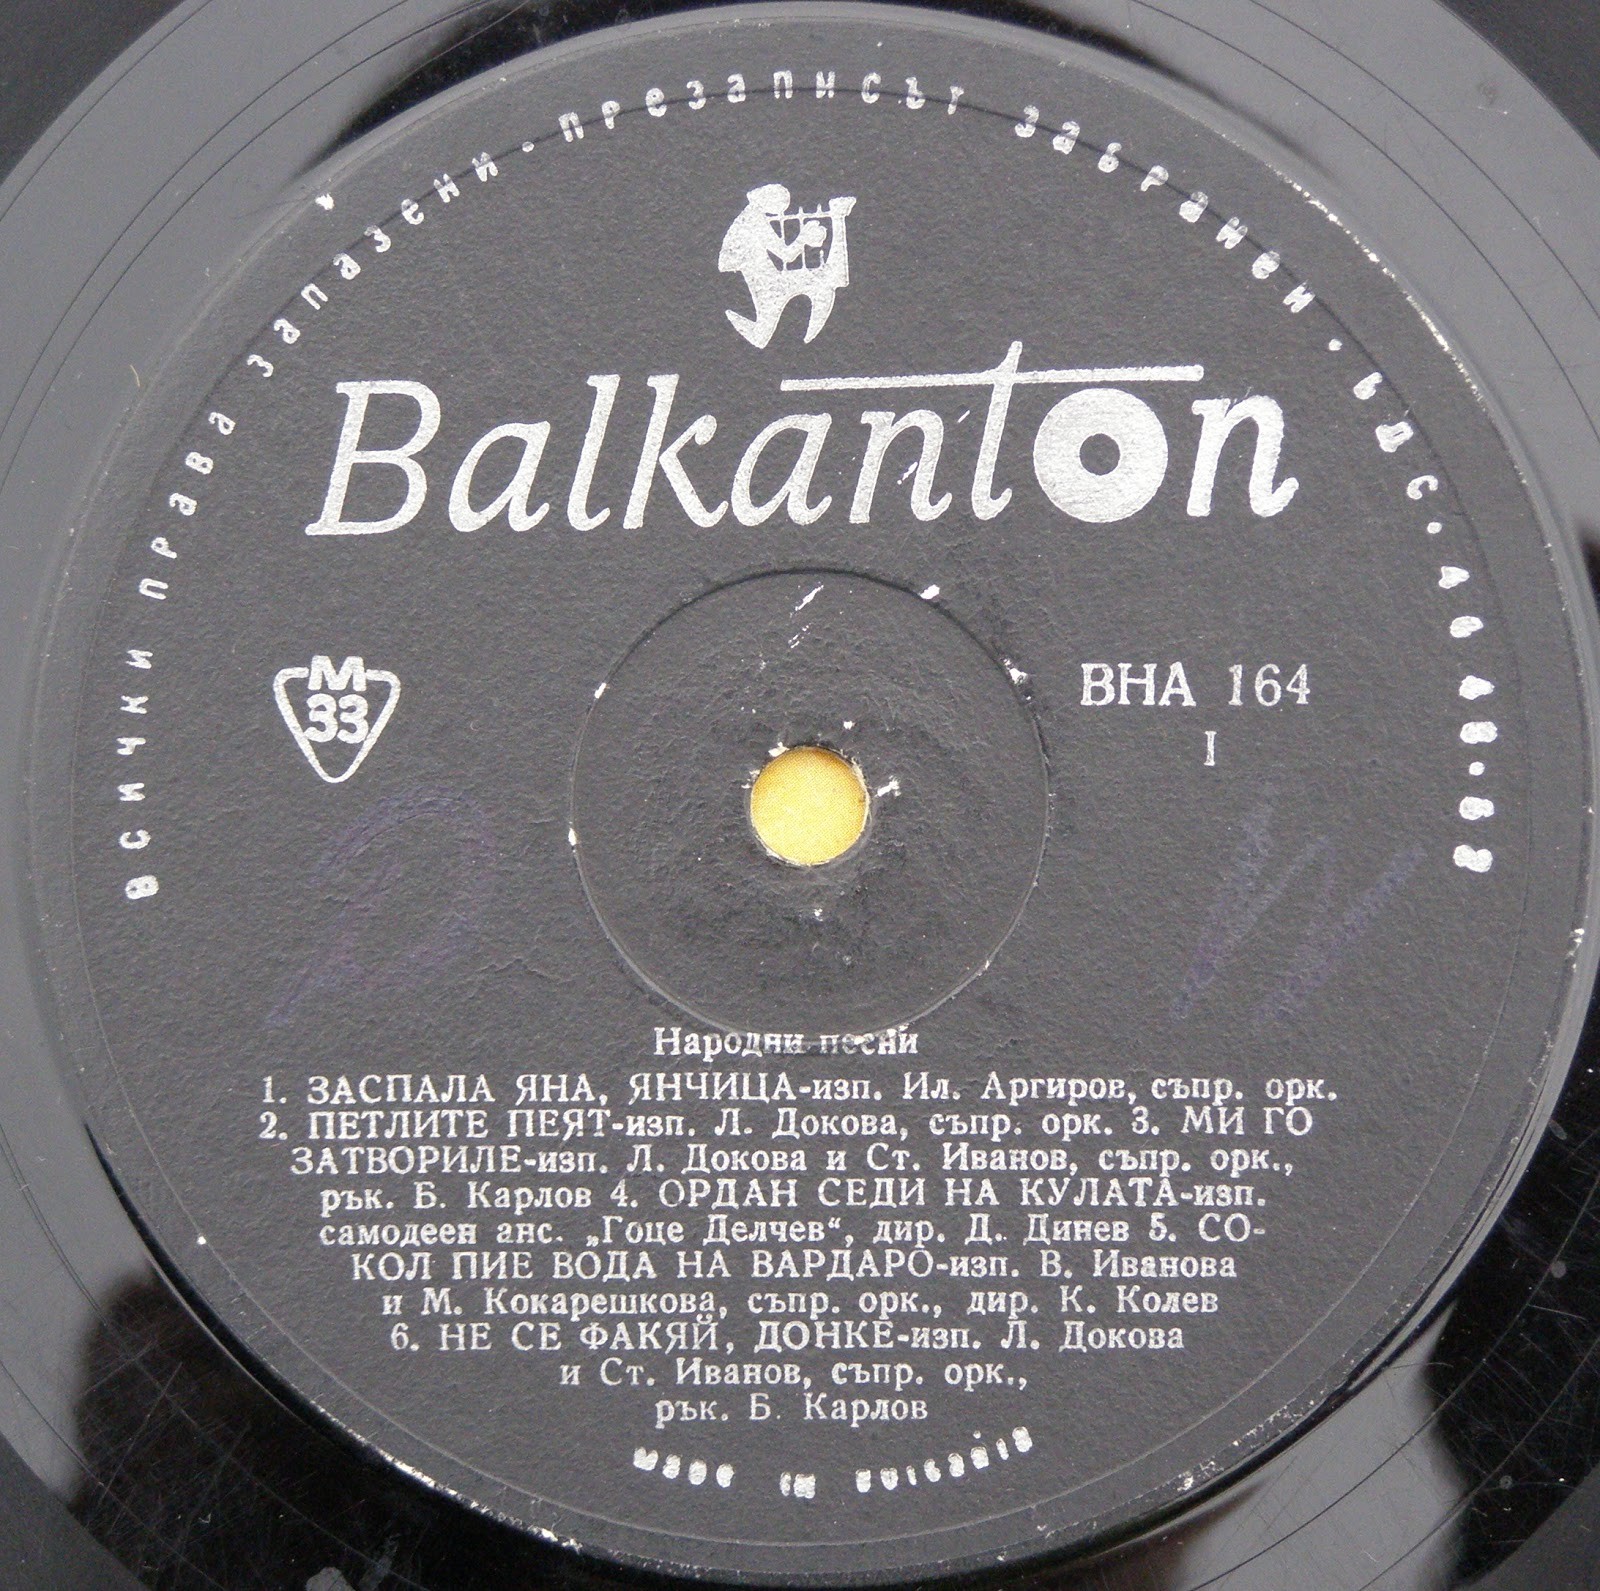 всички права запазени · презаписът забранен · БДС ·
Balkanton
М
33
ВНА 164
I
Народни песни
1. ЗАСПАЛА ЯНА, ЯНЧИЦА-изп. Ил. Аргиров, съпр. орк.
2. ПЕТЛИТЕ ПЕЯТ-изп. Л. Докова, съпр. орк. 3. МИ ГО
ЗАТВОРИЛЕ-изп. Л. Докова и Ст. Иванов, съпр. орк.,
рък. Б. Карлов 4. ОРДАН СЕДИ НА КУЛАТА-изп.
самодеен анс. „Гоце Делчев“, дир. Д. Динев 5. СО-
КОЛ ПИЕ ВОДА НА ВАРДАРО-изп. В. Иванова
и М. Кокарешкова, съпр. орк., дир. К. Колев
6. НЕ СЕ ФАКЯЙ, ДОНКЕ-изп. Л. Докова
и Ст. Иванов, съпр. орк.,
рък. Б. Карлов
made in bulgaria